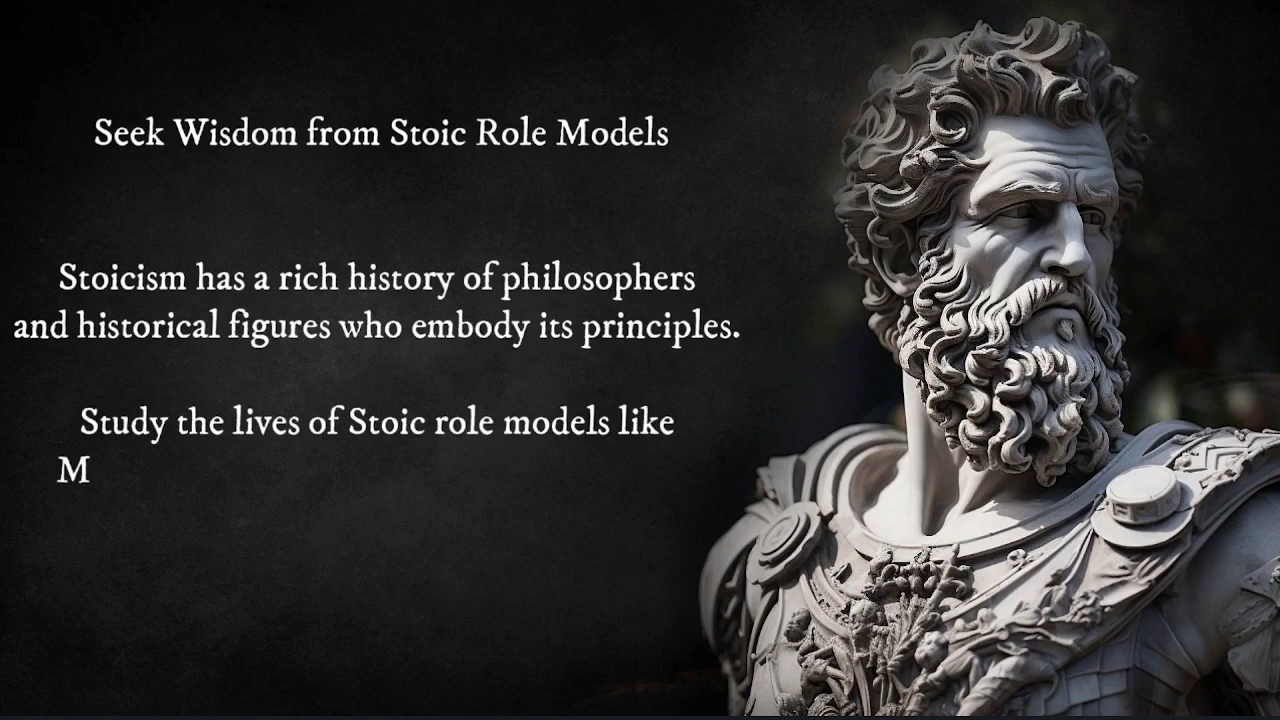 Seek Wisdom from Stoic Role Models
Stoicism has a rich history of philosophers
and historical figures who embody its principles.
Study the lives of Stoic role models like
M